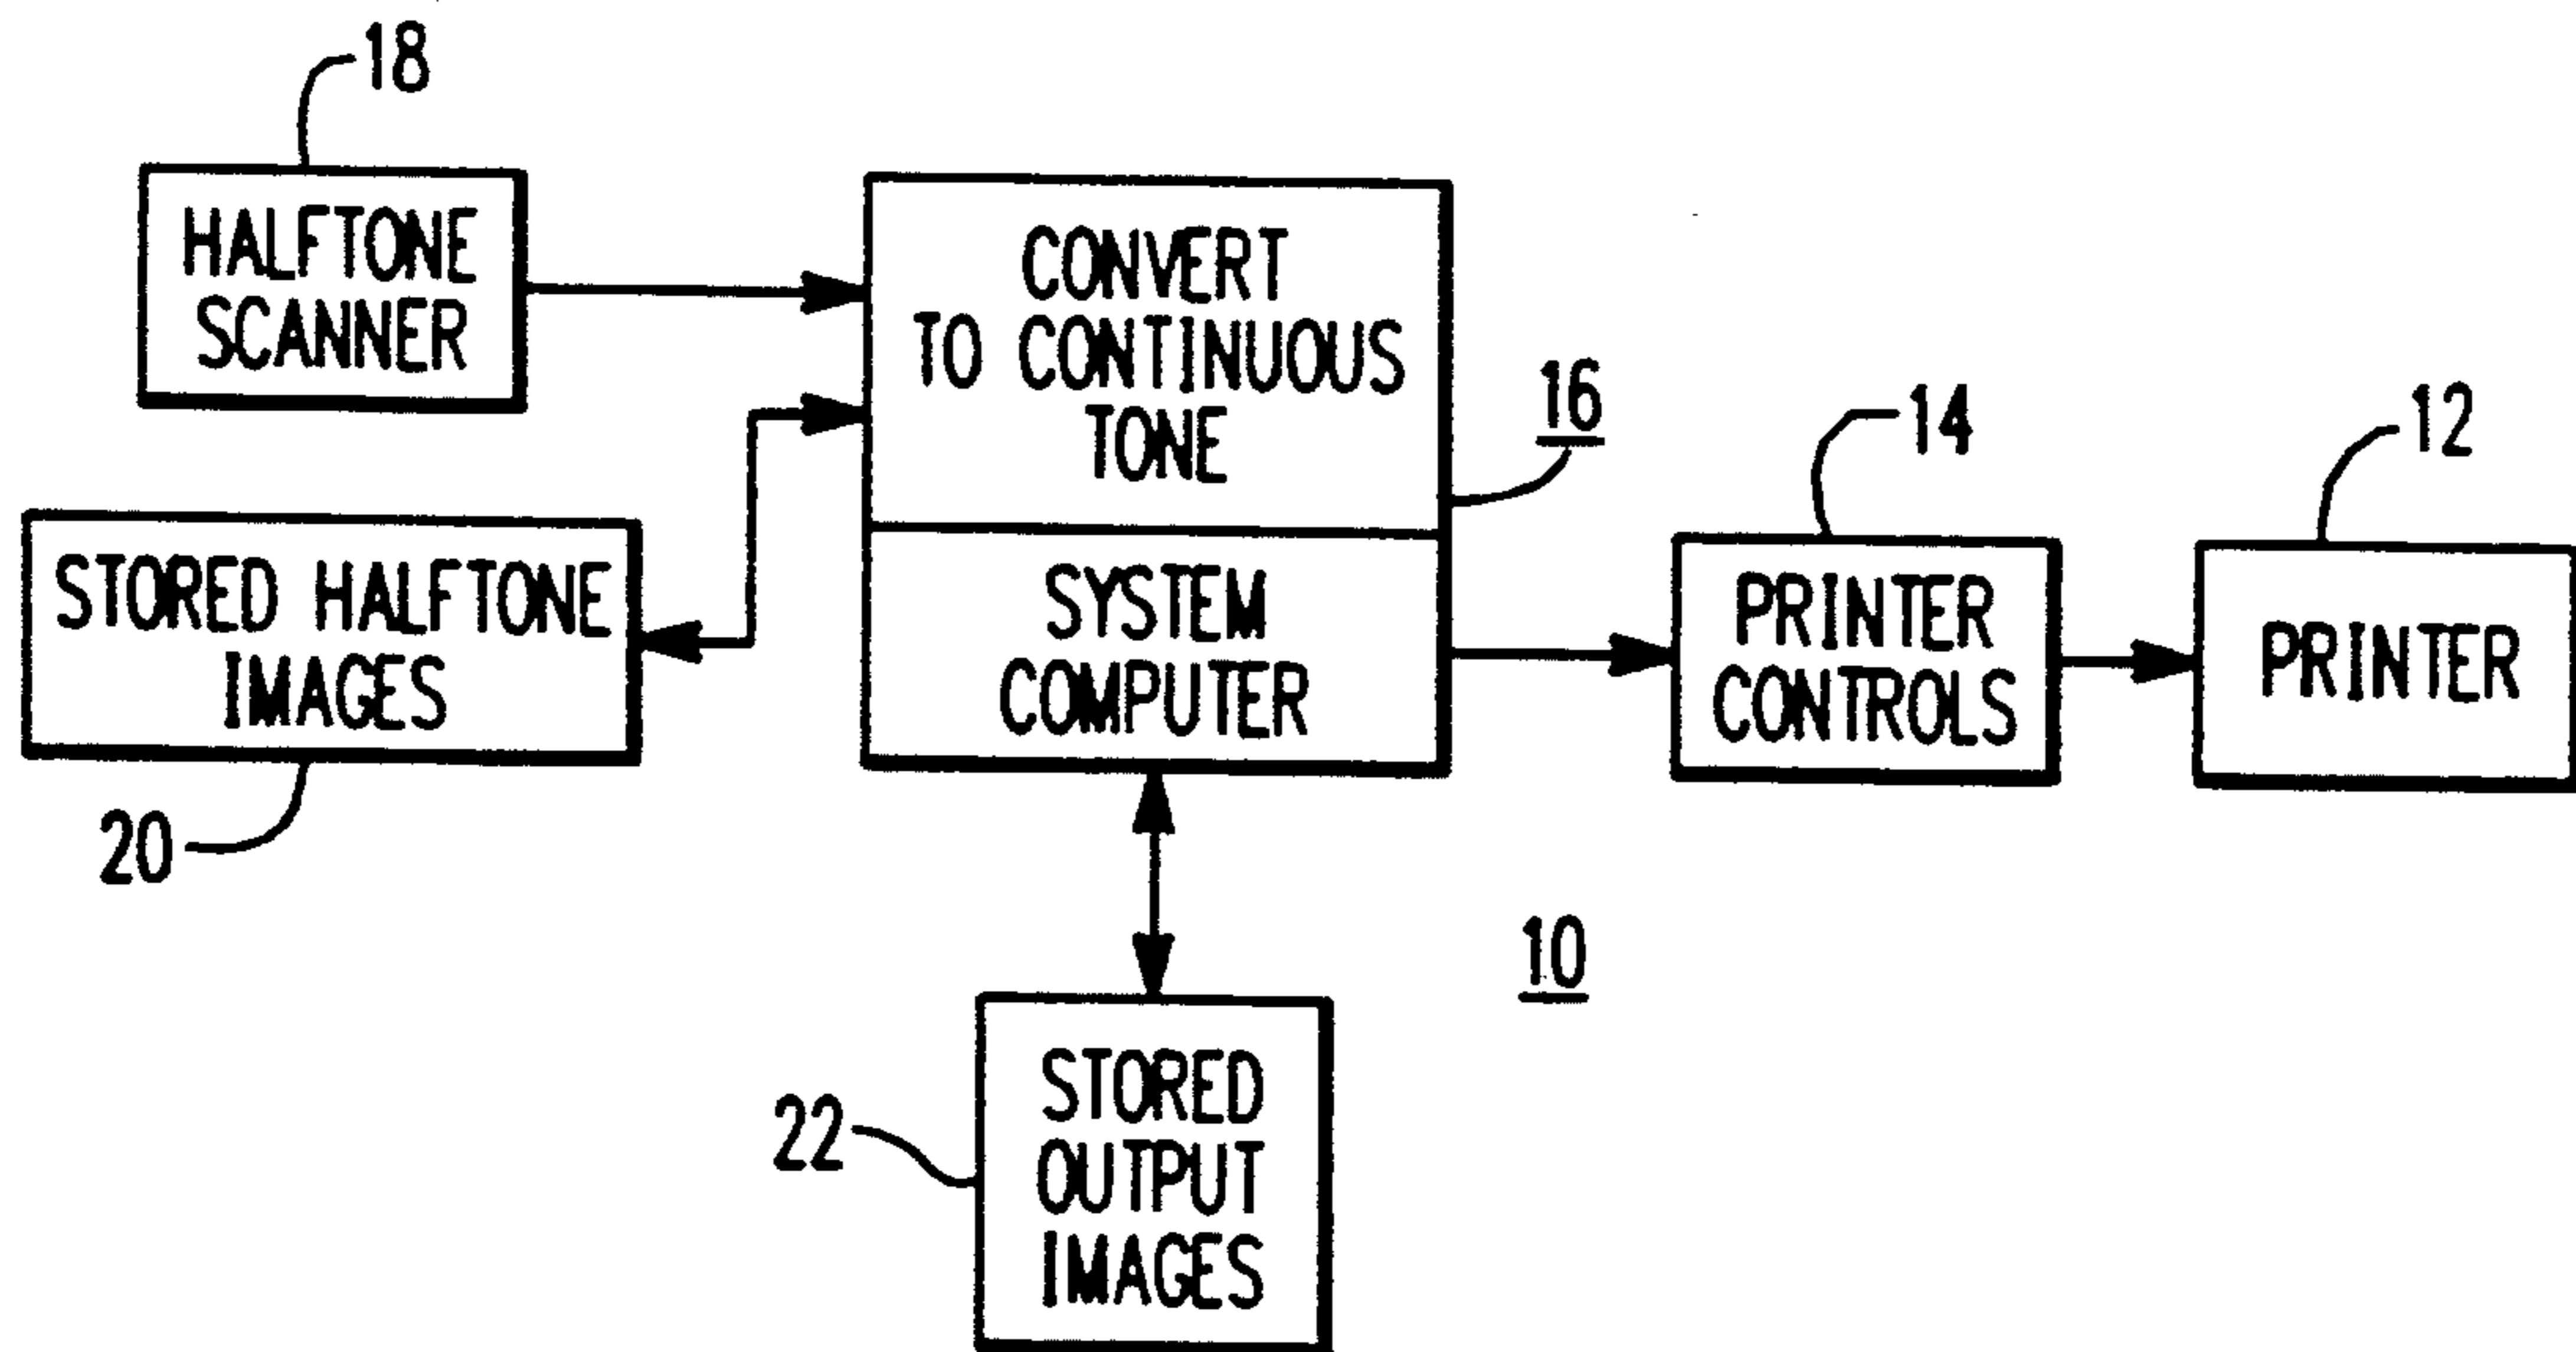 18
HALFTONE
SCANNER
CONVERT
TO CONTINUOUS
TONE
16
14
12
STORED HALFTONE
IMAGES
SYSTEM
COMPUTER
PRINTER
CONTROLS
PRINTER
20
10
22
STORED
OUTPUT
IMAGES